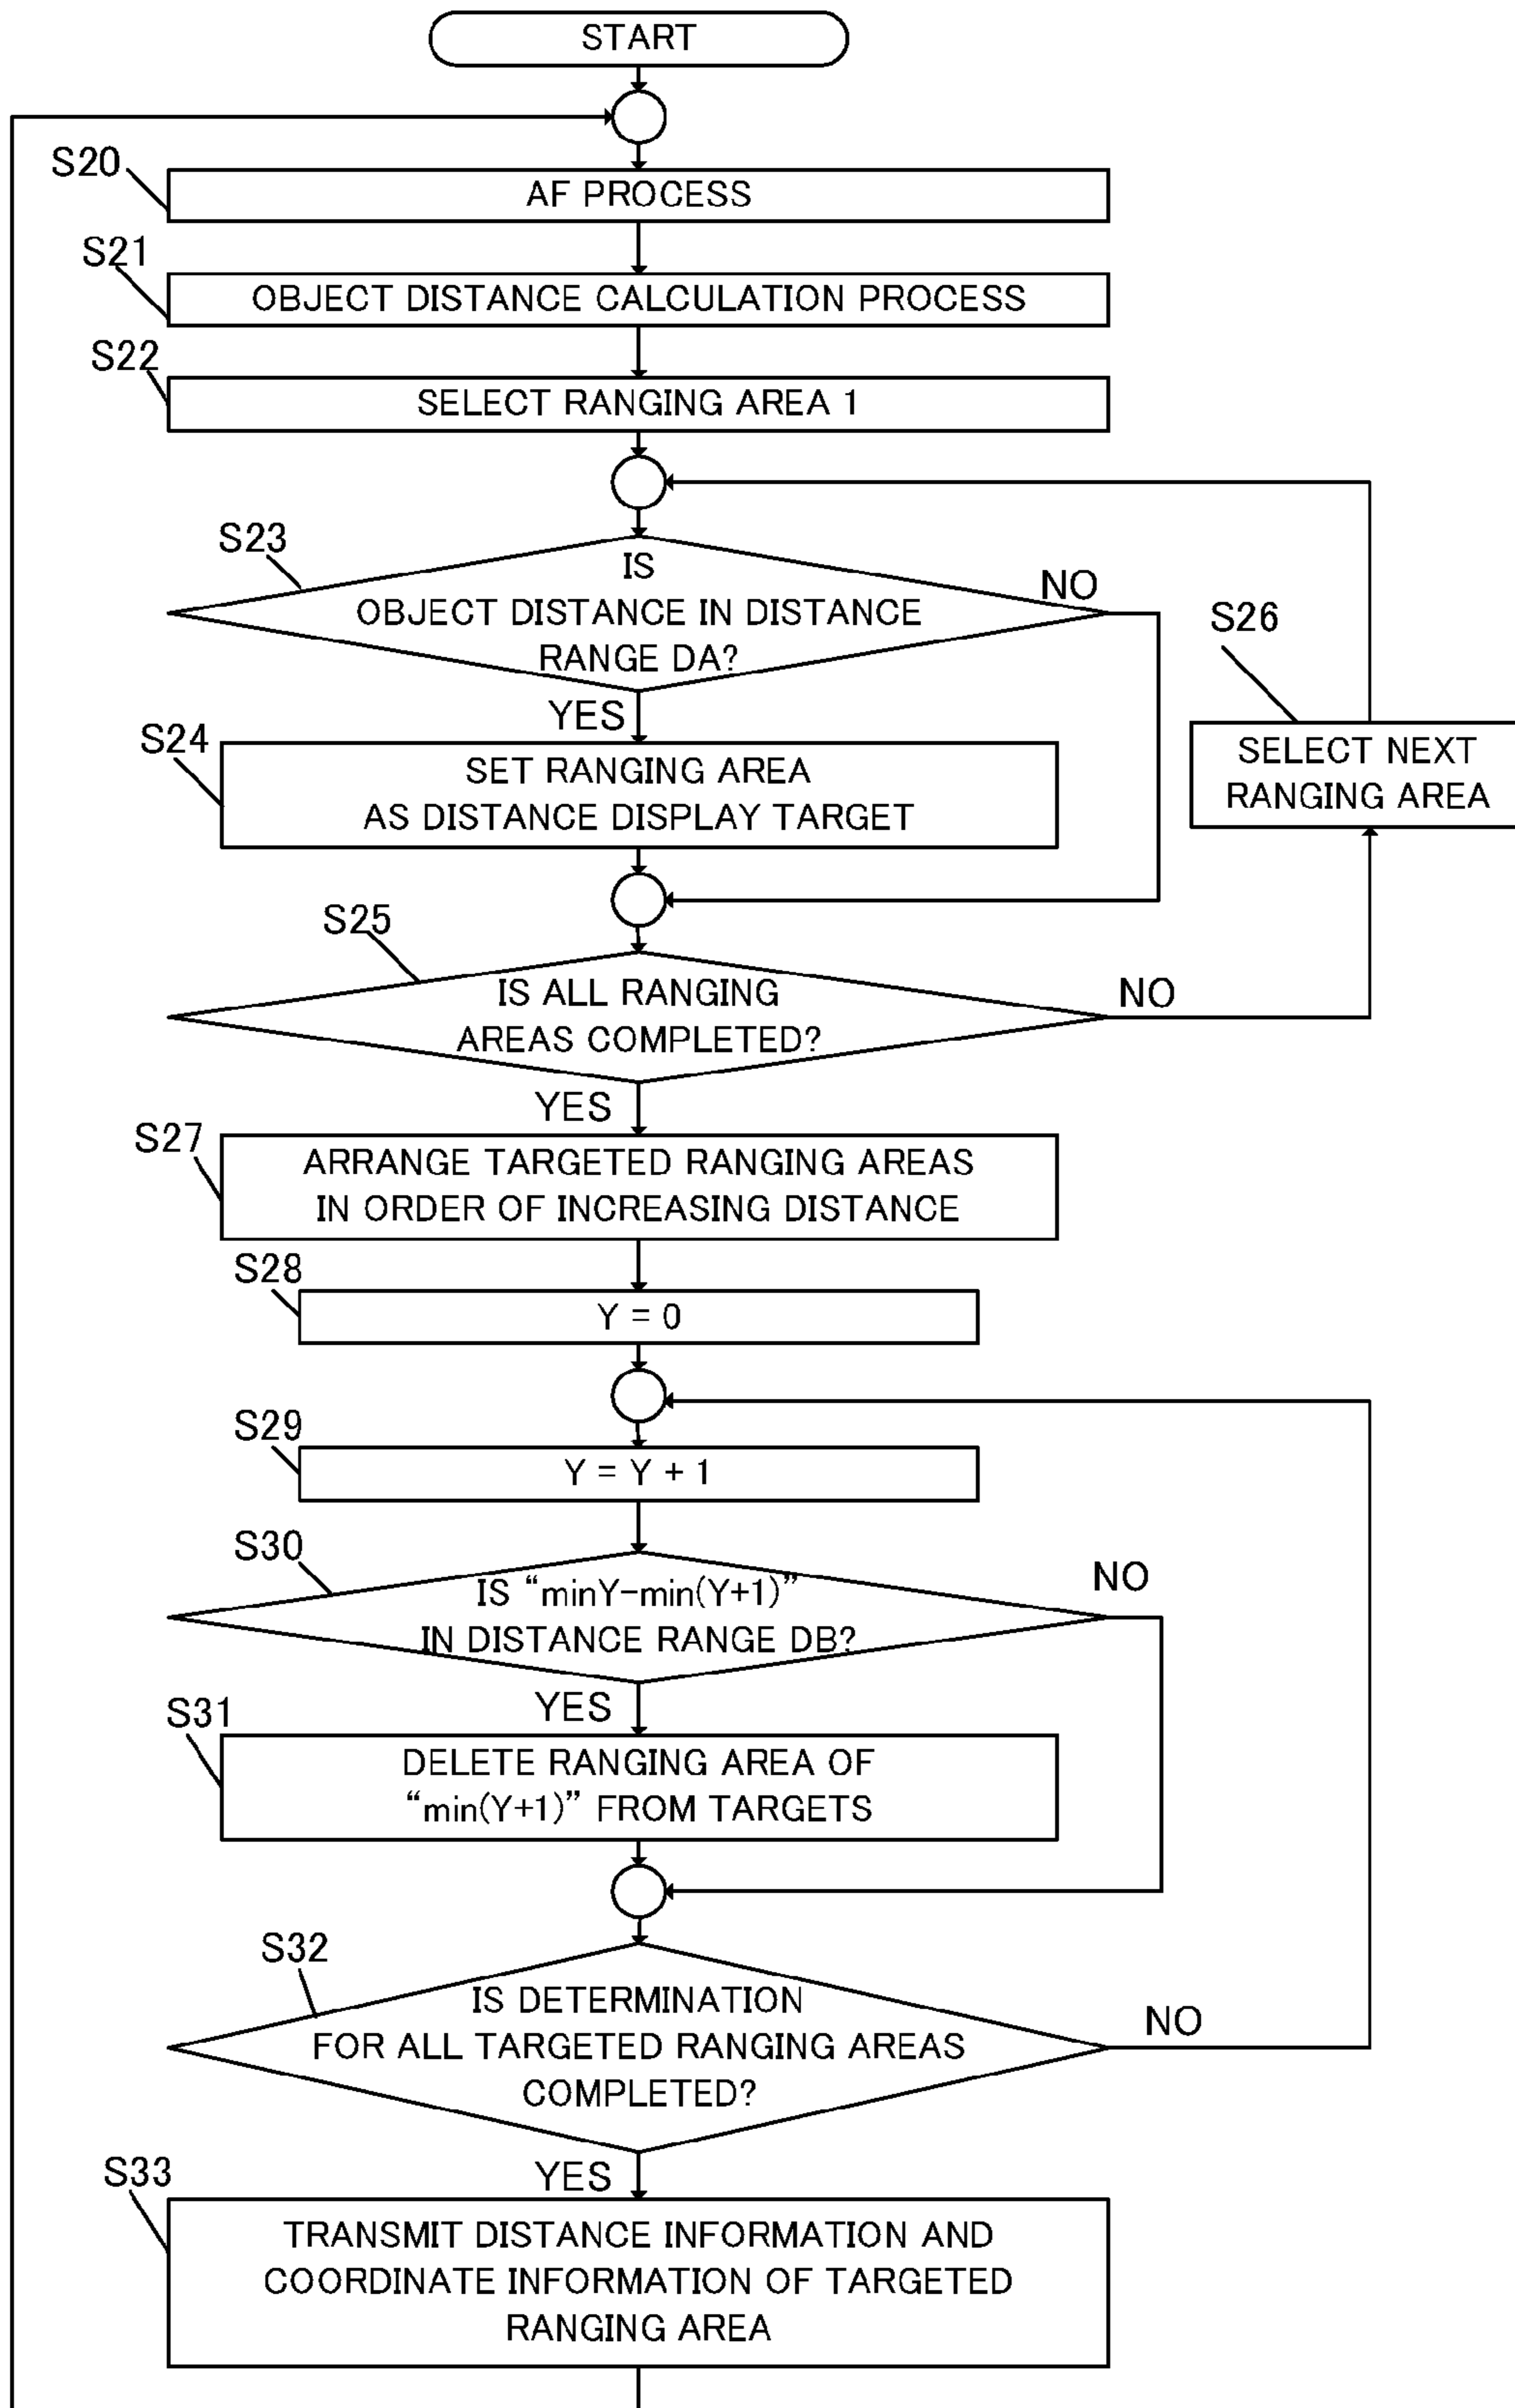 START
S20
AF PROCESS
S21
OBJECT DISTANCE CALCULATION PROCESS
S22
SELECT RANGING AREA 1
S23
IS
OBJECT DISTANCE IN DISTANCE
RANGE DA?
NO
YES
S24
SET RANGING AREA
AS DISTANCE DISPLAY TARGET
S26
SELECT NEXT
RANGING AREA
S25
IS ALL RANGING
AREAS COMPLETED?
NO
YES
S27
ARRANGE TARGETED RANGING AREAS
IN ORDER OF INCREASING DISTANCE
S28
Y = 0
S29
Y = Y + 1
S30
IS “minY−min(Y+1)”
IN DISTANCE RANGE DB?
NO
YES
S31
DELETE RANGING AREA OF
“min(Y+1)” FROM TARGETS
S32
IS DETERMINATION
FOR ALL TARGETED RANGING AREAS
COMPLETED?
NO
YES
S33
TRANSMIT DISTANCE INFORMATION AND
COORDINATE INFORMATION OF TARGETED
RANGING AREA